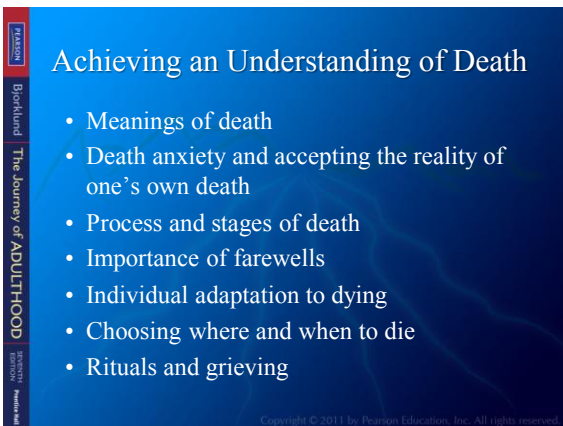 Achieving an Understanding of Death
• Meanings of death
• Death anxiety and accepting the reality of
one's own death
• Process and stages of death
• Importance of farewells
• Individual adaptation to dying
• Choosing where and when to die
• Rituals and grieving
PEARSON
Bjorklund
The Journey of ADULTHOOD
SEVENTH
EDITION
Prentice Hall
Copyright © 2011 by Pearson Education, Inc. All rights reserved.